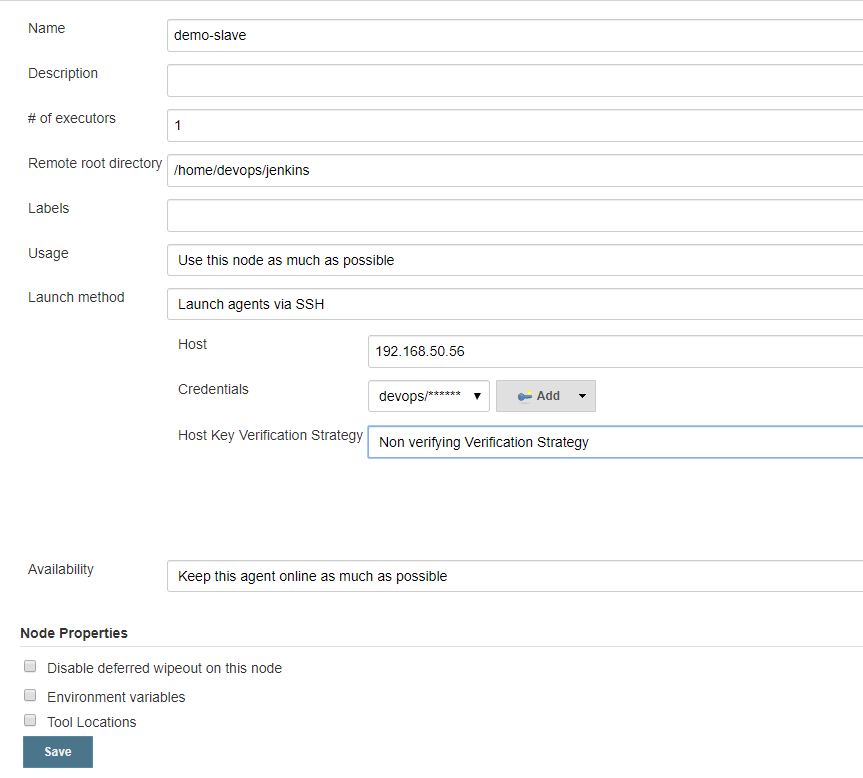 Name
demo-slave
Description
# of executors
1
Remote root directory
/home/devops/jenkins
Labels
Usage
Use this node as much as possible
Launch method
Launch agents via SSH
Host
192.168.50.56
Credentials
devops/******
Add
Host Key Verification Strategy
Non verifying Verification Strategy
Availability
Keep this agent online as much as possible
Node Properties
Disable deferred wipeout on this node
Environment variables
Tool Locations
Save